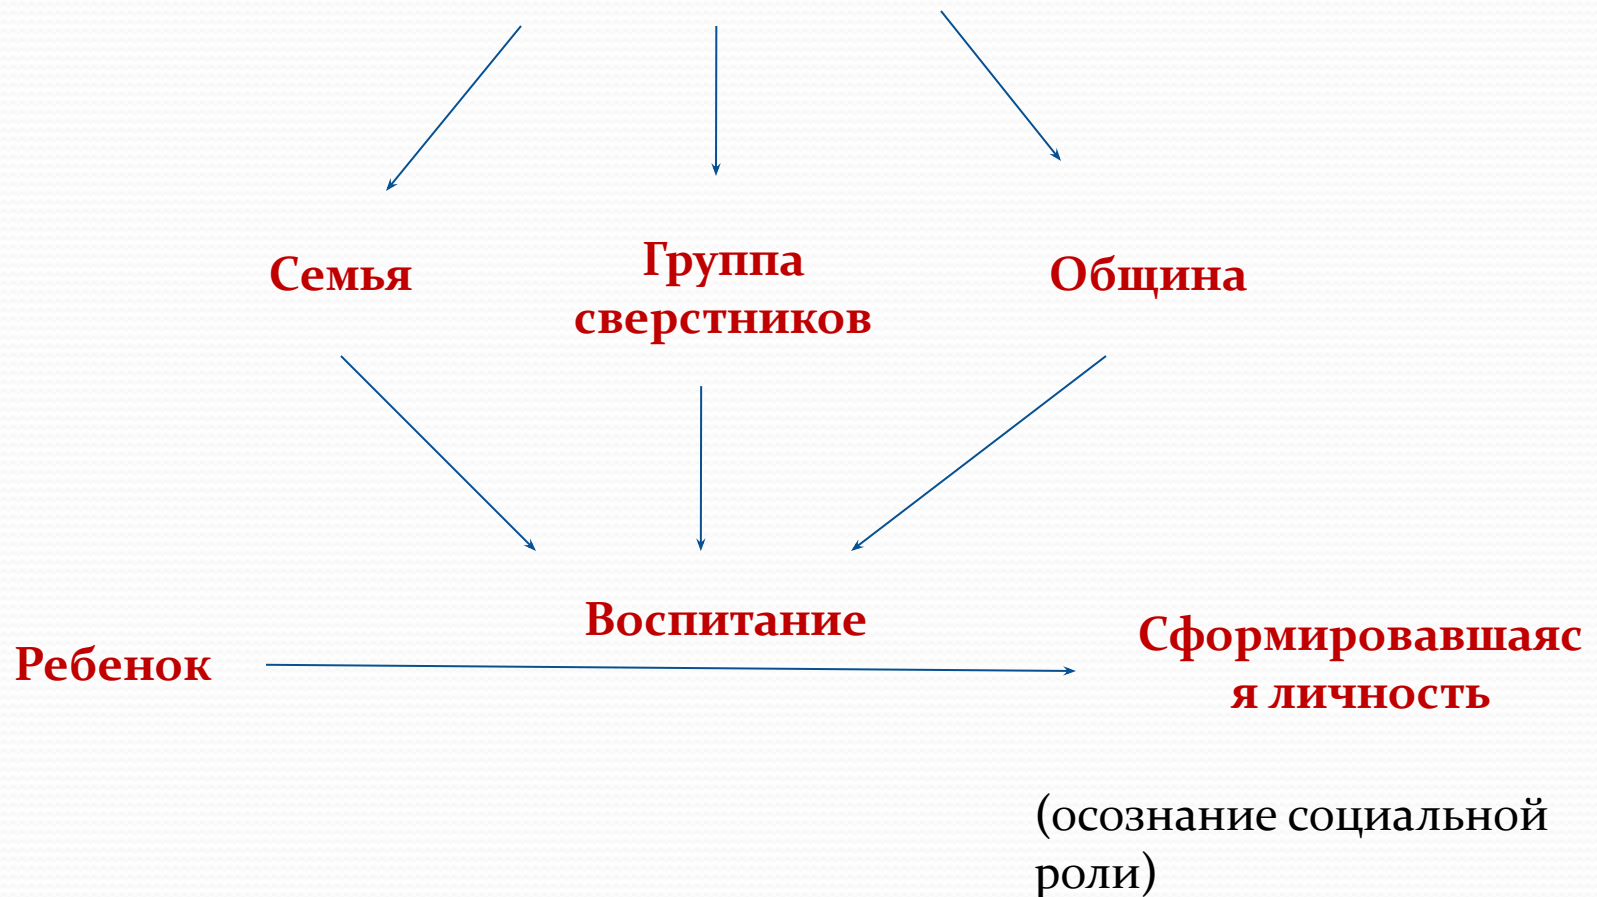 Семья
Группа
сверстников
Община
Воспитание
Ребенок
Сформировавшаяс
я личность
(осознание социальной
роли)